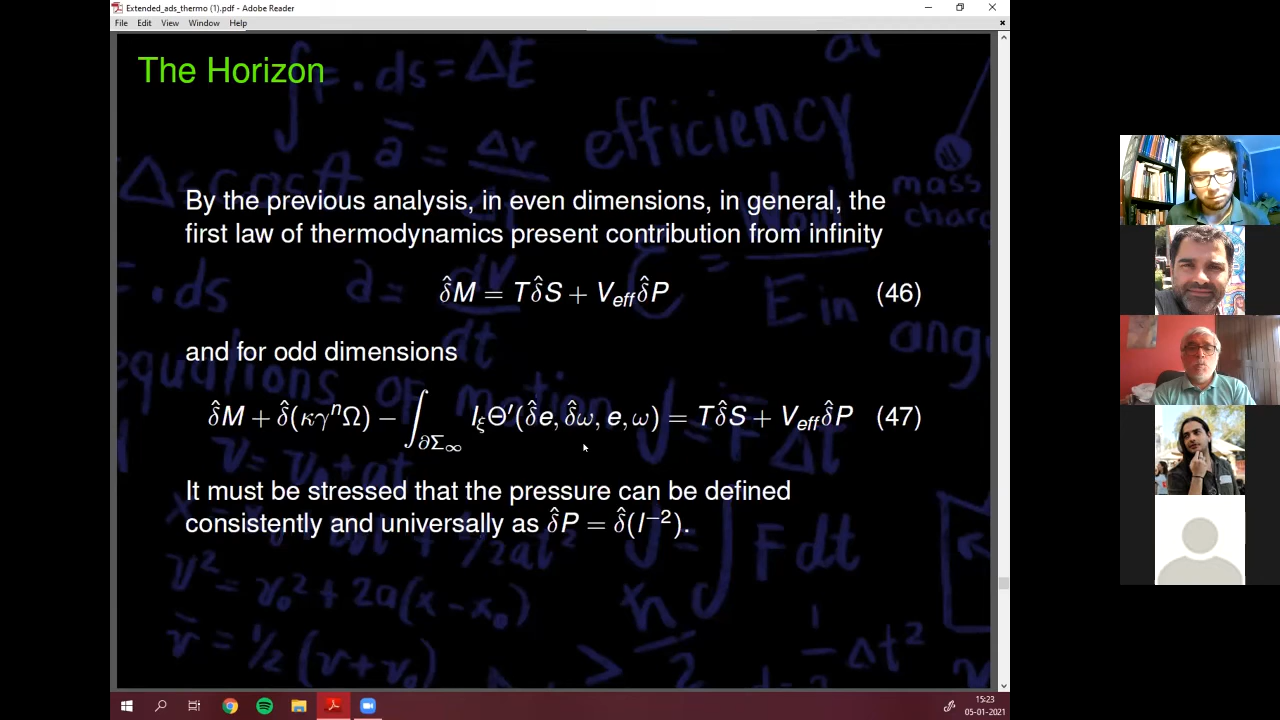 Extended_ads_thermo (1).pdf - Adobe Reader
File Edit View Window Help
The Horizon
By the previous analysis, in even dimensions, in general, the
first law of thermodynamics present contribution from infinity
δ̂M = Tδ̂S + V_eff δ̂P (46)
and for odd dimensions
δ̂M + δ̂(κγⁿΩ) − ∫_∂Σ∞ I_ξΘ′(δ̂e, δ̂ω, e, ω) = Tδ̂S + V_eff δ̂P (47)
It must be stressed that the pressure can be defined
consistently and universally as δ̂P = δ̂(l⁻²).
15:23
05-01-2021